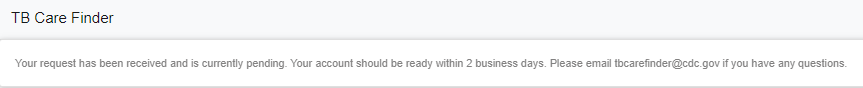 TB Care Finder
Your request has been received and is currently pending. Your account should be ready within 2 business days. Please email tbcarefinder@cdc.gov if you have any questions.